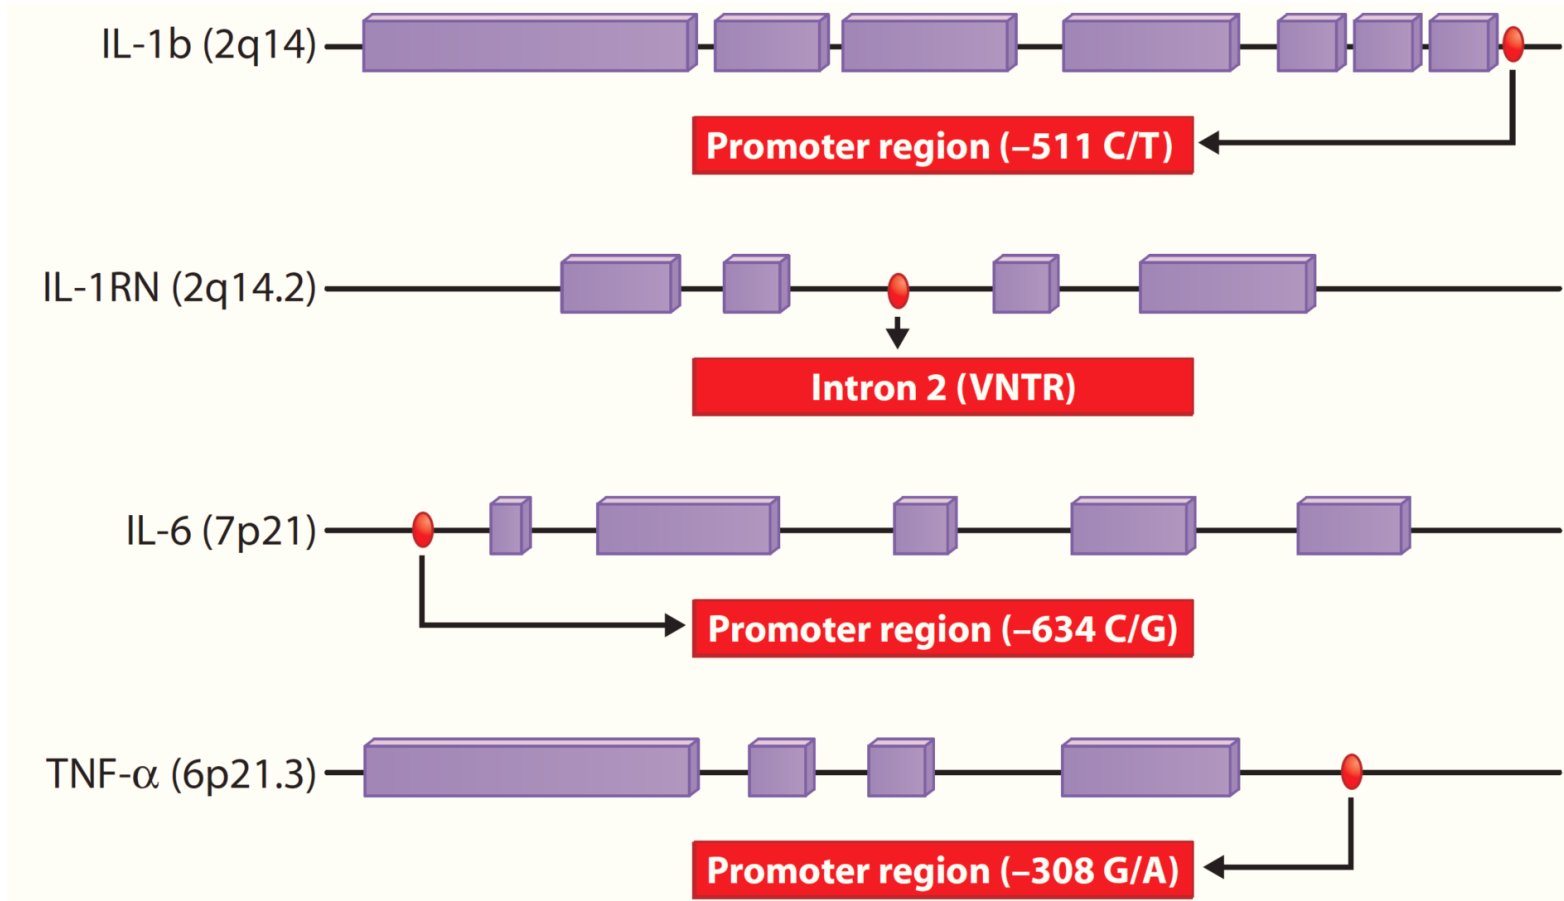 IL-1b (2q14)
Promoter region (–511 C/T)
IL-1RN (2q14.2)
Intron 2 (VNTR)
IL-6 (7p21)
Promoter region (–634 C/G)
TNF-α (6p21.3)
Promoter region (–308 G/A)